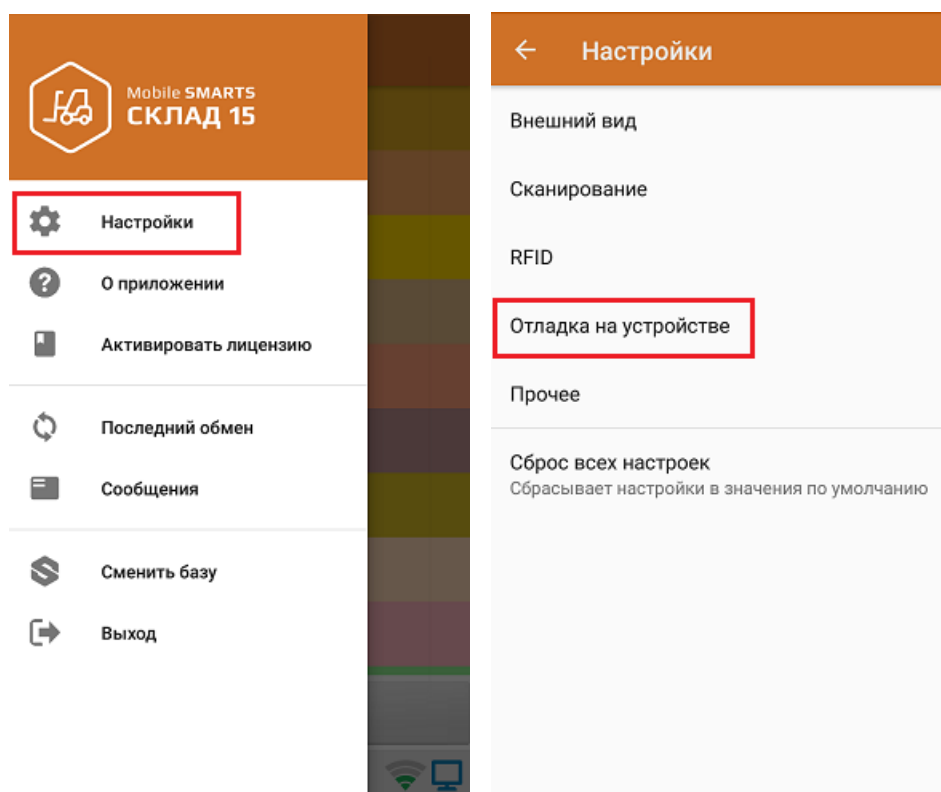 Mobile SMARTS
СКЛАД 15
Настройки
О приложении
Активировать лицензию
Последний обмен
Сообщения
Сменить базу
Выход
Настройки
Внешний вид
Сканирование
RFID
Отладка на устройстве
Прочее
Сброс всех настроек
Сбрасывает настройки в значения по умолчанию